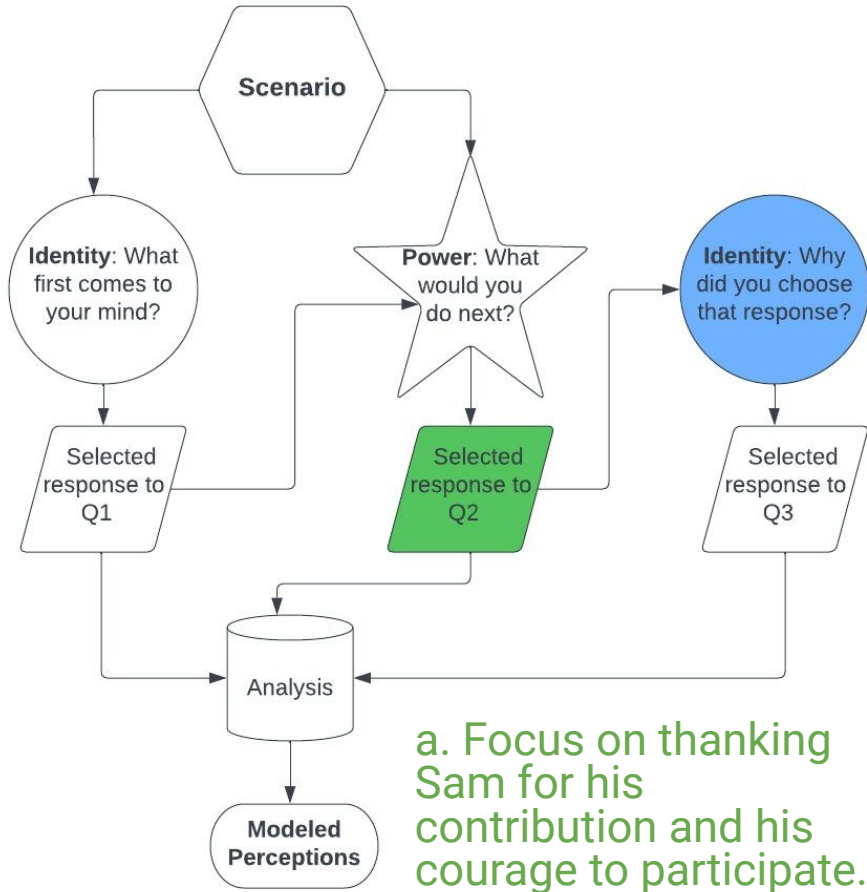 Scenario
Identity: What
first comes to
your mind?
Power: What
would you
do next?
Identity: Why
did you choose
that response?
Selected
response to
Q1
Selected
response to
Q2
Selected
response to
Q3
Analysis
Modeled
Perceptions
a. Focus on thanking
Sam for his
contribution and his
courage to participate.